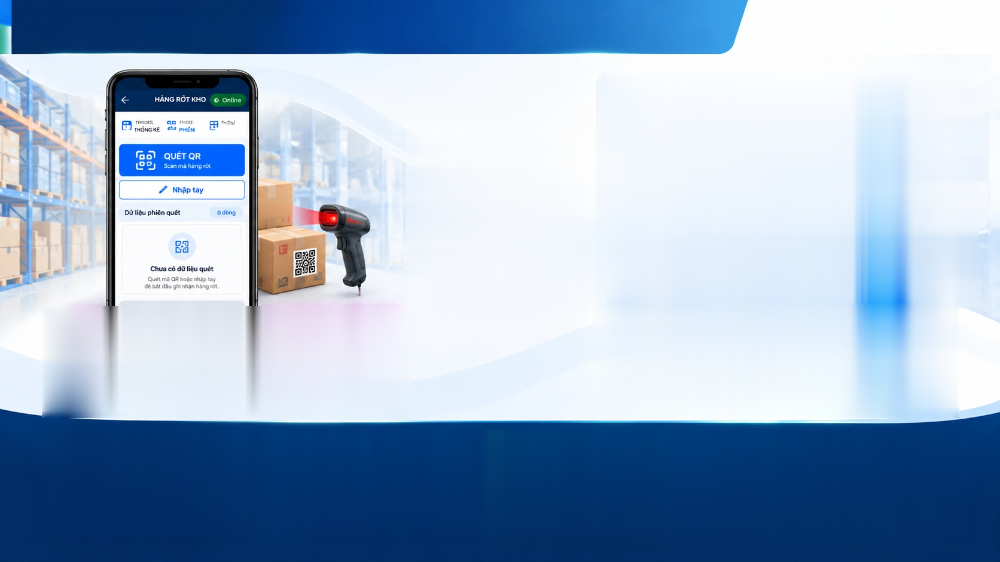 HÀNG RỚT KHO
Online
THỐNG KÊ
PHIÊN
QUÉT QR
Scan mã hàng rớt
Nhập tay
Dữ liệu phiên quét
0 dòng
Chưa có dữ liệu quét
Quét mã QR hoặc nhập tay
để bắt đầu ghi nhận hàng rớt.